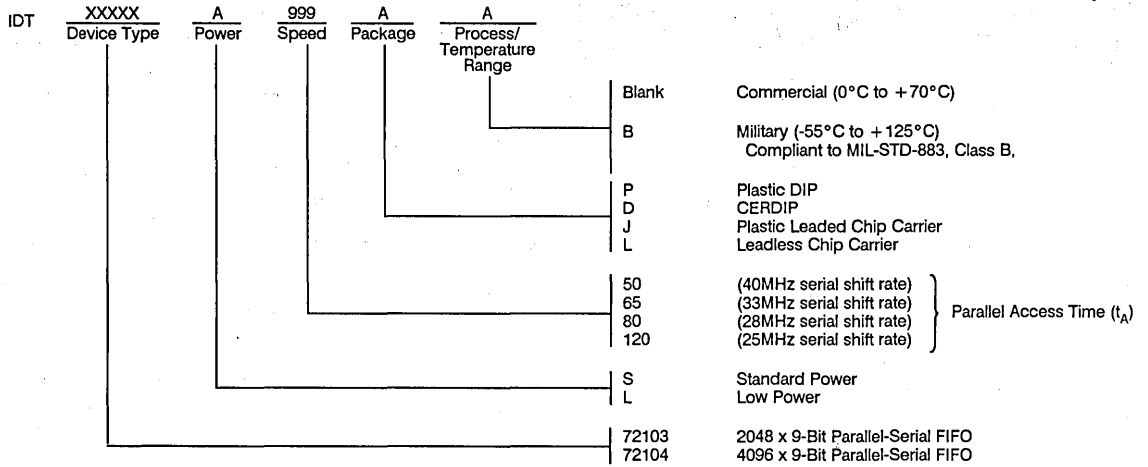 IDT XXXXX A 999 A A
Device Type Power Speed Package Process/
Temperature
Range
Blank Commercial (0°C to +70°C)
B Military (-55°C to +125°C)
Compliant to MIL-STD-883, Class B,
P Plastic DIP
D CERDIP
J Plastic Leaded Chip Carrier
L Leadless Chip Carrier
50 (40MHz serial shift rate)
65 (33MHz serial shift rate)
80 (28MHz serial shift rate)
120 (25MHz serial shift rate)
Parallel Access Time (tA)
S Standard Power
L Low Power
72103 2048 x 9-Bit Parallel-Serial FIFO
72104 4096 x 9-Bit Parallel-Serial FIFO